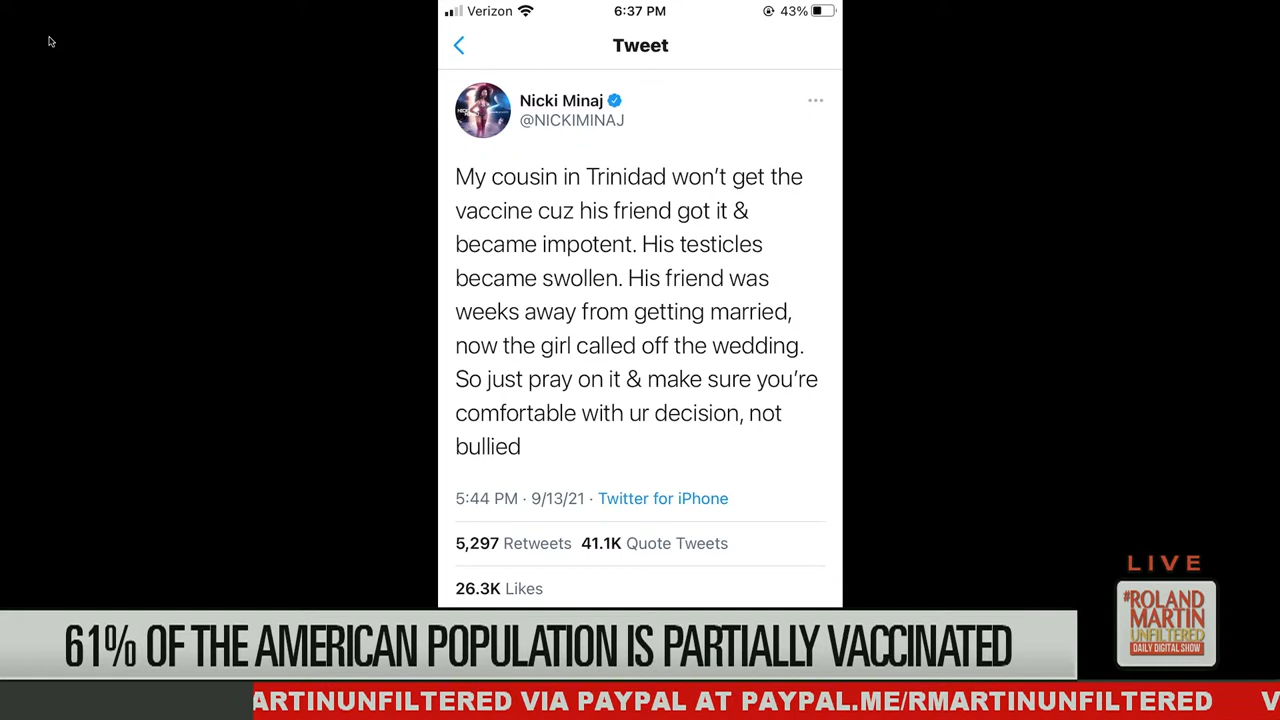 Verizon 6:37 PM 43%
Tweet
Nicki Minaj
@NICKIMINAJ
My cousin in Trinidad won't get the
vaccine cuz his friend got it &
became impotent. His testicles
became swollen. His friend was
weeks away from getting married,
now the girl called off the wedding.
So just pray on it & make sure you're
comfortable with ur decision, not
bullied
5:44 PM · 9/13/21 · Twitter for iPhone
5,297 Retweets 41.1K Quote Tweets
26.3K Likes
LIVE
#ROLAND
MARTIN
UNFILTERED
DAILY DIGITAL SHOW
61% OF THE AMERICAN POPULATION IS PARTIALLY VACCINATED
ARTINUNFILTERED VIA PAYPAL AT PAYPAL.ME/RMARTINUNFILTERED V